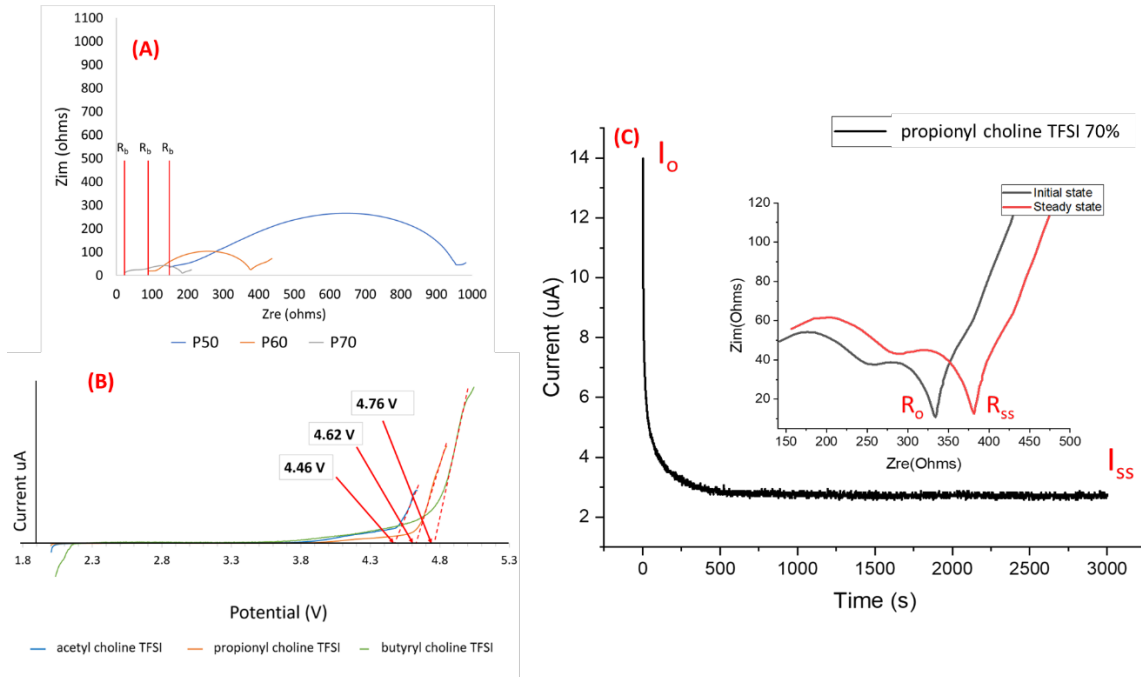 (A)
Zim (ohms)
1100
1000
900
800
700
600
500
400
300
200
100
0
Rb Rb Rb
0 100 200 300 400 500 600 700 800 900 1000
Zre (ohms)
P50 P60 P70
(B)
Current uA
4.76 V
4.62 V
4.46 V
1.8 2.3 2.8 3.3 3.8 4.3 4.8 5.3
Potential (V)
acetyl choline TFSI propionyl choline TFSI butyryl choline TFSI
(C)
Io
propionyl choline TFSI 70%
Current (uA)
14
12
10
8
6
4
2
0 500 1000 1500 2000 2500 3000
Time (s)
Iss
Initial state
Steady state
Zim(Ohms)
120
100
80
60
40
20
Ro Rss
150 200 250 300 350 400 450 500
Zre(Ohms)